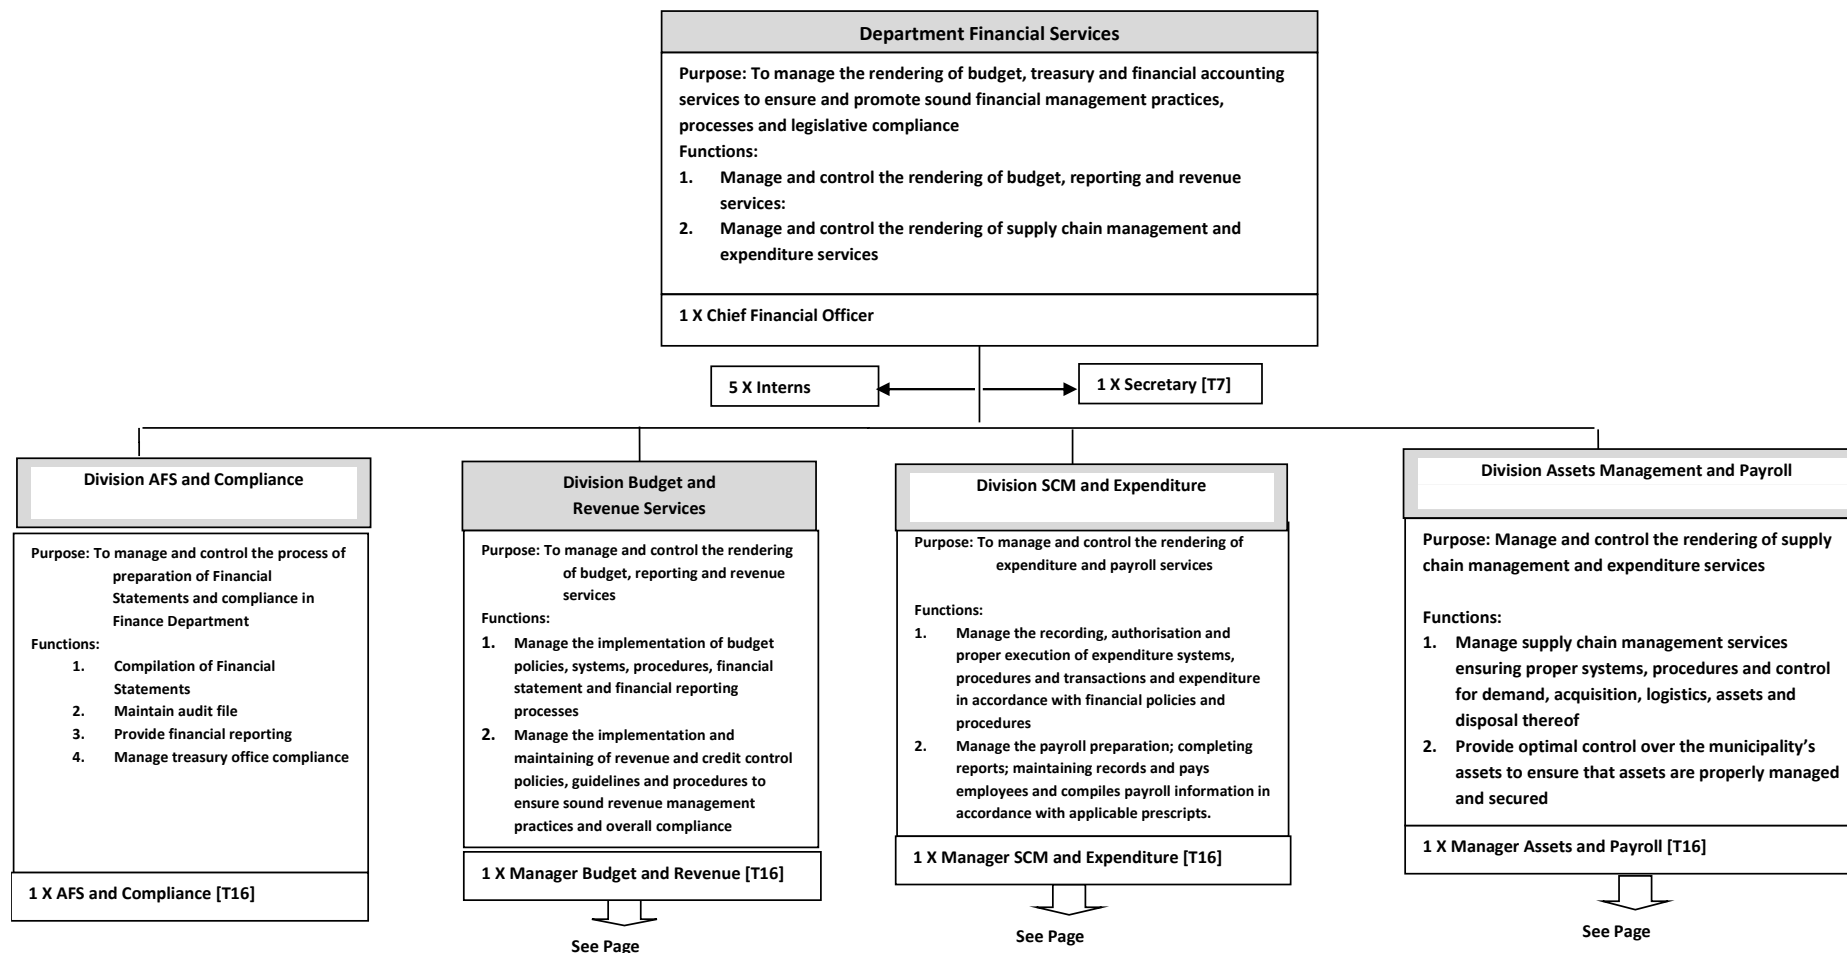 Department Financial Services
Purpose: To manage the rendering of budget, treasury and financial accounting
services to ensure and promote sound financial management practices,
processes and legislative compliance
Functions:
1. Manage and control the rendering of budget, reporting and revenue
services:
2. Manage and control the rendering of supply chain management and
expenditure services
1 X Chief Financial Officer
5 X Interns
1 X Secretary [T7]
Division AFS and Compliance
Purpose: To manage and control the process of
preparation of Financial
Statements and compliance in
Finance Department
Functions:
1. Compilation of Financial
Statements
2. Maintain audit file
3. Provide financial reporting
4. Manage treasury office compliance
1 X AFS and Compliance [T16]
Division Budget and
Revenue Services
Purpose: To manage and control the rendering
of budget, reporting and revenue
services
Functions:
1. Manage the implementation of budget
policies, systems, procedures, financial
statement and financial reporting
processes
2. Manage the implementation and
maintaining of revenue and credit control
policies, guidelines and procedures to
ensure sound revenue management
practices and overall compliance
1 X Manager Budget and Revenue [T16]
See Page
Division SCM and Expenditure
Purpose: To manage and control the rendering of
expenditure and payroll services
Functions:
1. Manage the recording, authorisation and
proper execution of expenditure systems,
procedures and transactions and expenditure
in accordance with financial policies and
procedures
2. Manage the payroll preparation; completing
reports; maintaining records and pays
employees and compiles payroll information in
accordance with applicable prescripts.
1 X Manager SCM and Expenditure [T16]
See Page
Division Assets Management and Payroll
Purpose: Manage and control the rendering of supply
chain management and expenditure services
Functions:
1. Manage supply chain management services
ensuring proper systems, procedures and control
for demand, acquisition, logistics, assets and
disposal thereof
2. Provide optimal control over the municipality’s
assets to ensure that assets are properly managed
and secured
1 X Manager Assets and Payroll [T16]
See Page